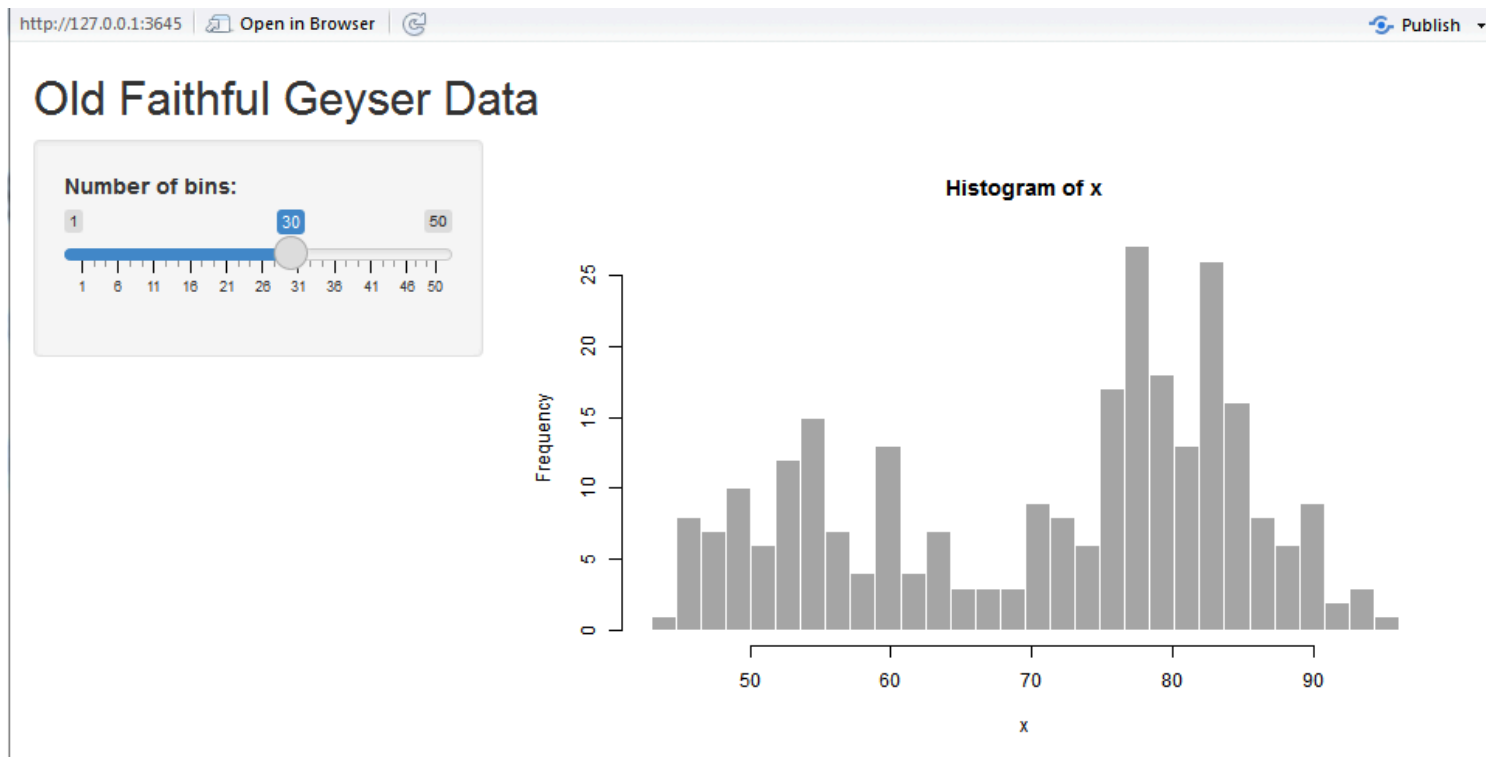 http://127.0.0.1:3645 Open in Browser Publish
Old Faithful Geyser Data
Number of bins:
1 30 50
1 6 11 16 21 26 31 36 41 46 50
Histogram of x
Frequency
25
20
15
10
5
0
50 60 70 80 90
x